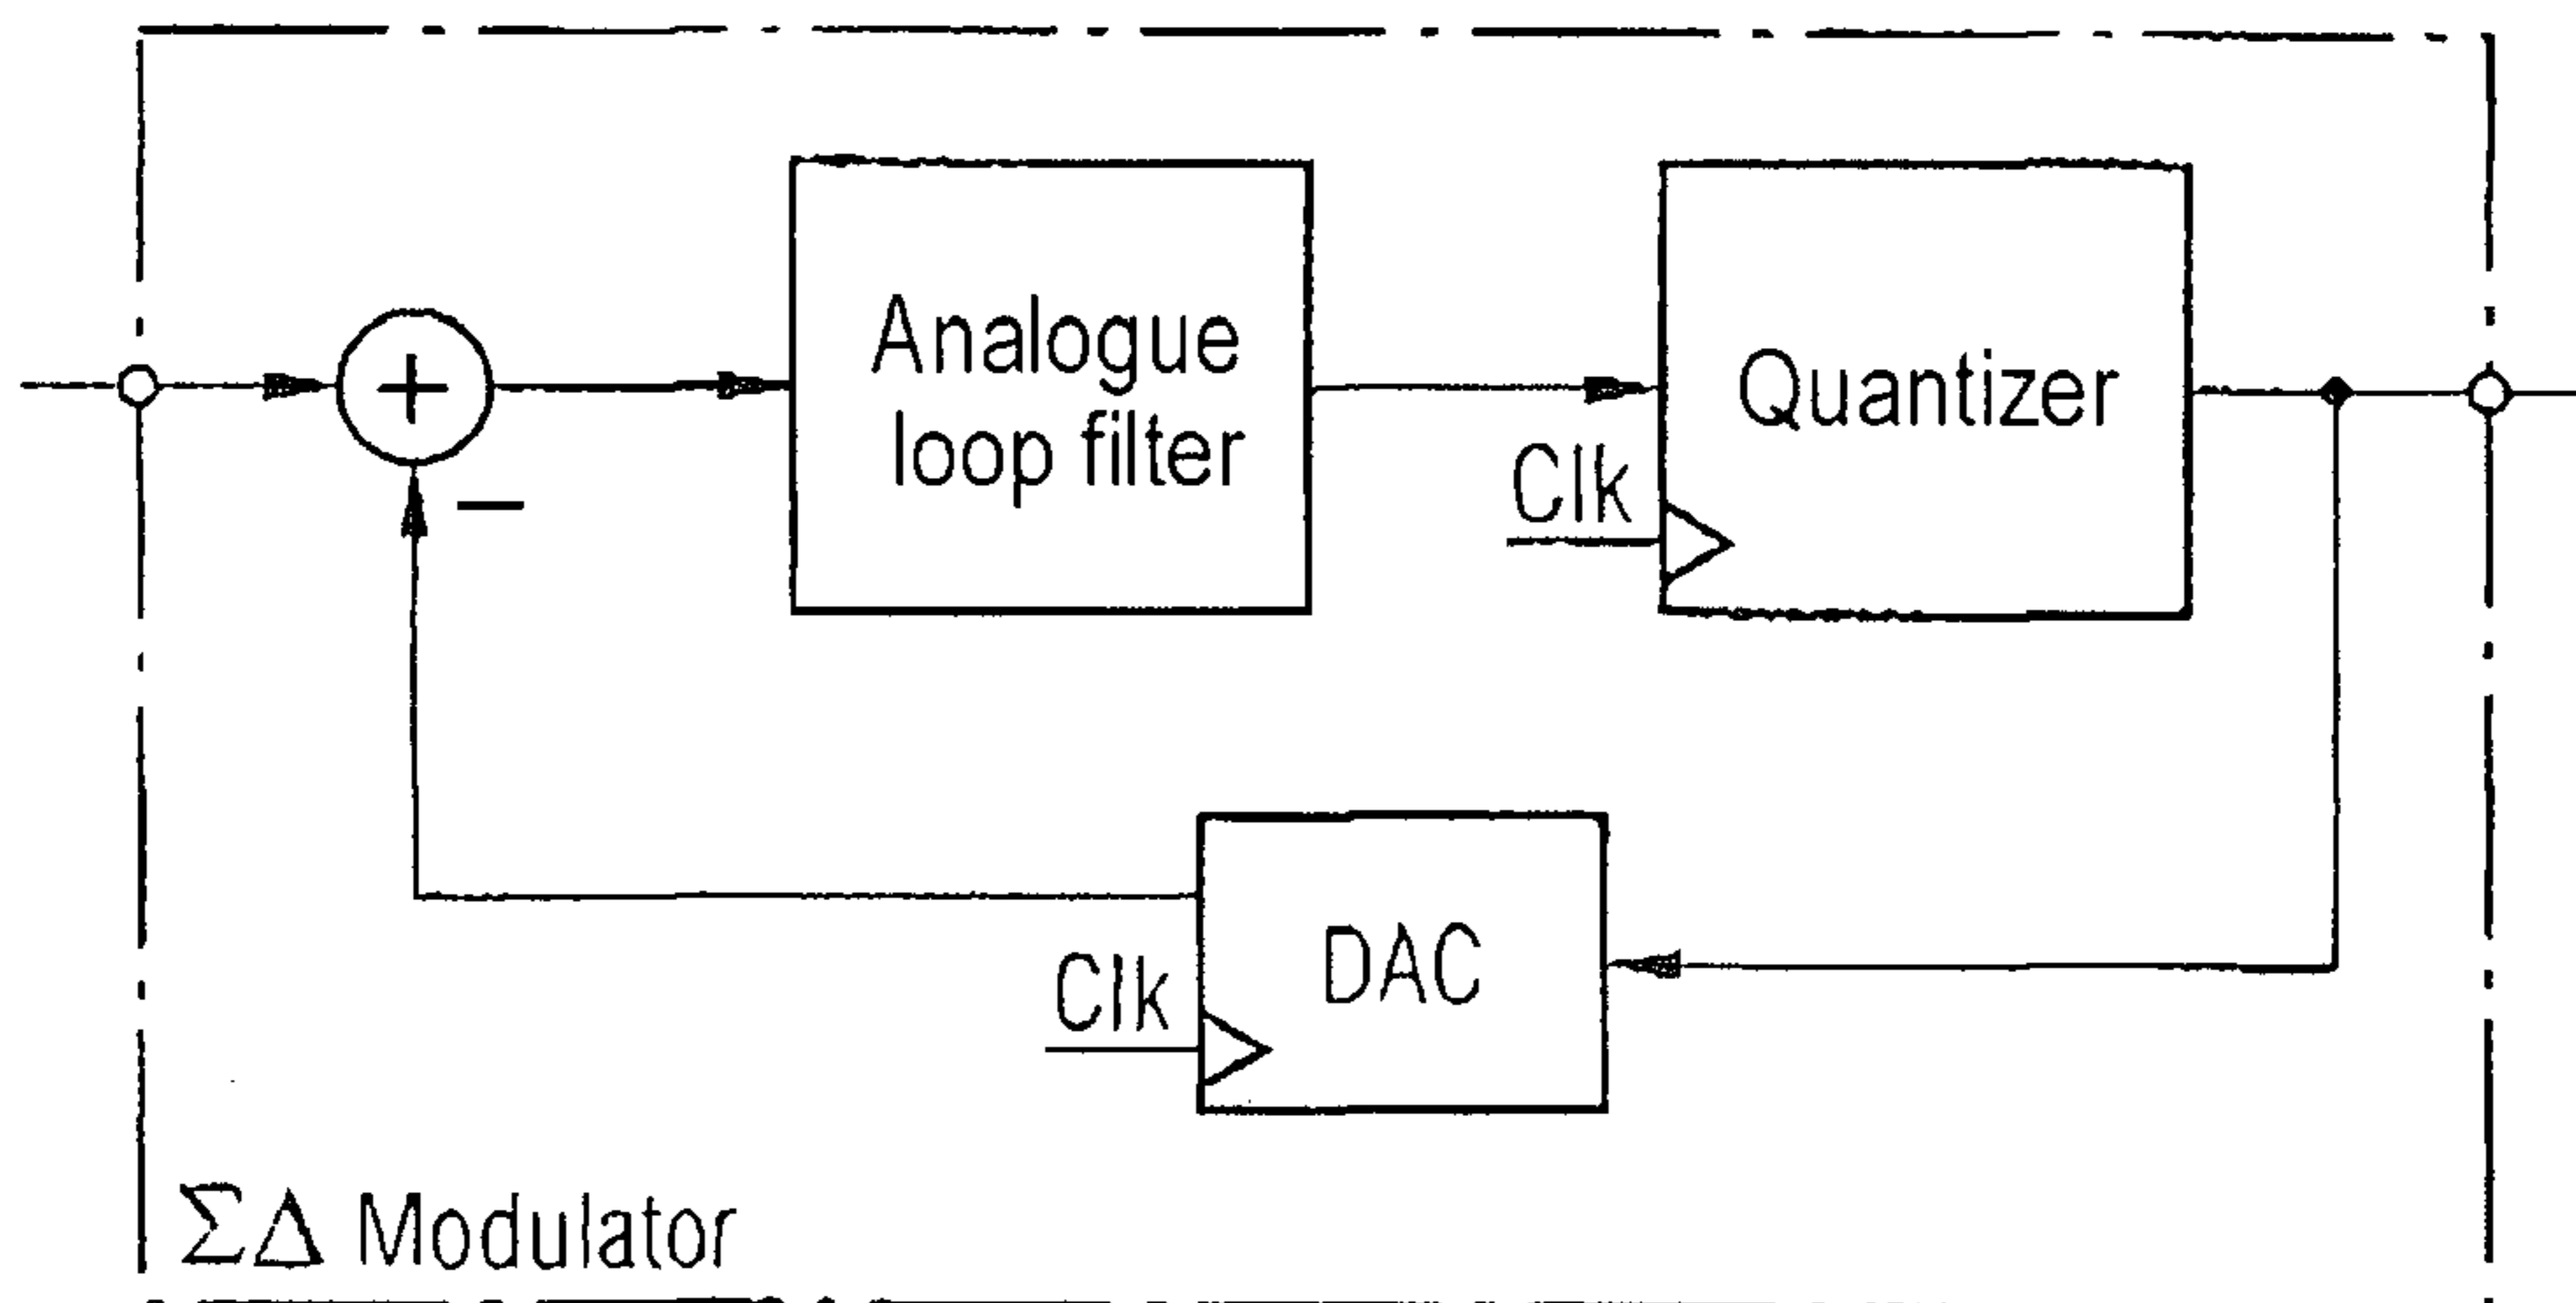 Analogue
loop filter
Quantizer
Clk
+
−
DAC
Clk
ΣΔ Modulator